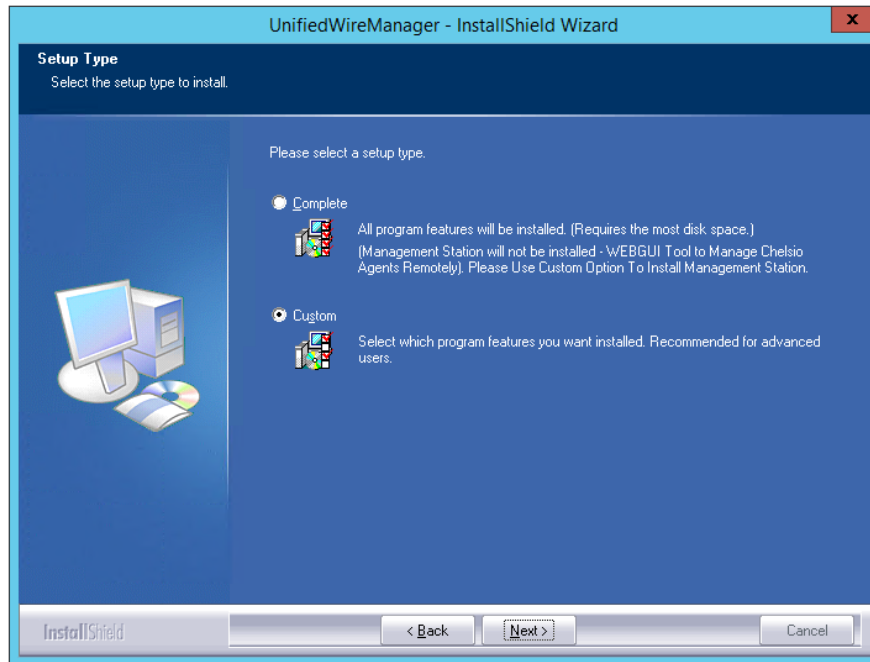 UnifiedWireManager - InstallShield Wizard
x
Setup Type
Select the setup type to install.
Please select a setup type.
Complete
All program features will be installed. (Requires the most disk space.)
(Management Station will not be installed - WEBGUI Tool to Manage Chelsio
Agents Remotely). Please Use Custom Option To Install Management Station.
Custom
Select which program features you want installed. Recommended for advanced
users.
InstallShield
< Back
Next >
Cancel